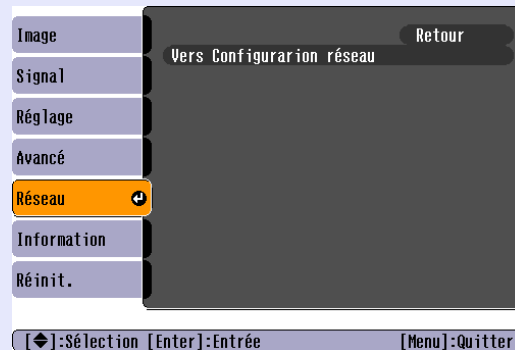 Image
Signal
Réglage
Avancé
Réseau
Information
Réinit.
Retour
Vers Configurarion réseau
[◆]:Sélection [Enter]:Entrée [Menu]:Quitter